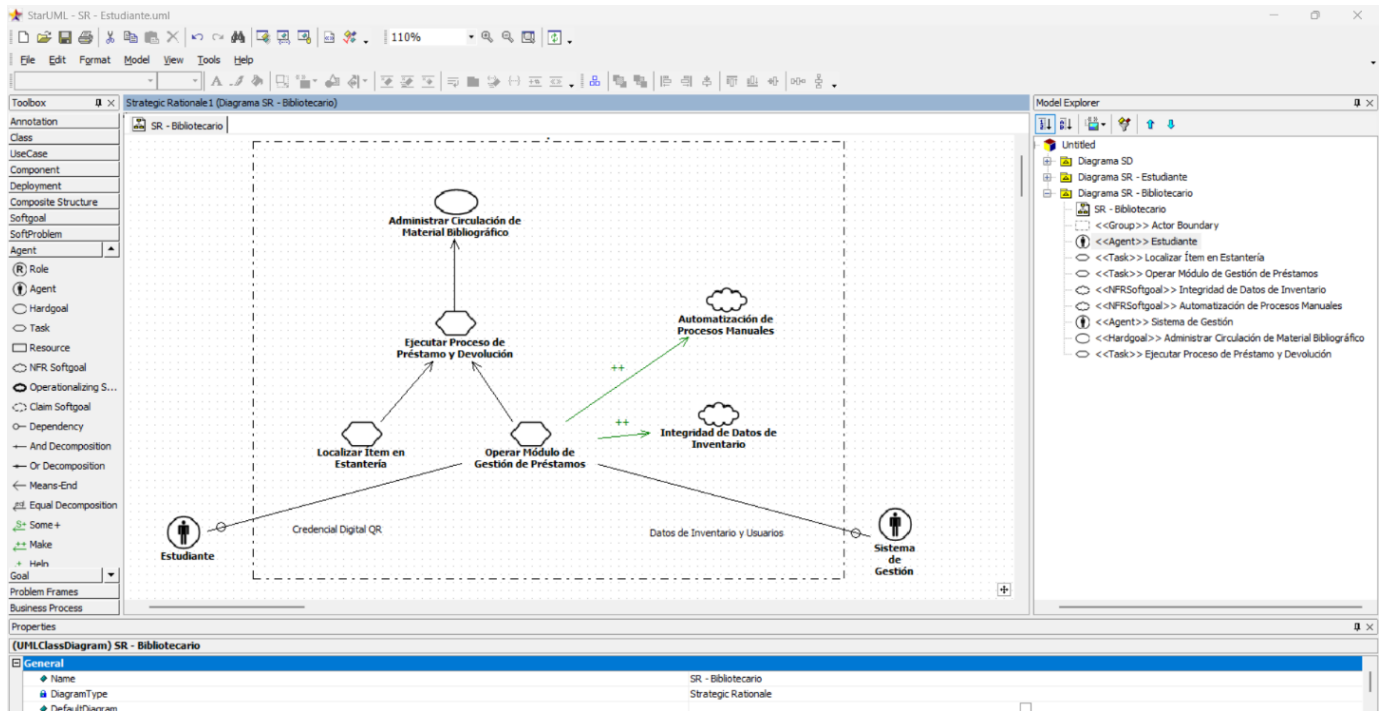 StarUML - SR - Estudiante.uml
110%
File Edit Format Model View Tools Help
Toolbox
Annotation
Class
UseCase
Component
Deployment
Composite Structure
Softgoal
SoftProblem
Agent
Role
Agent
Hardgoal
Task
Resource
NFR Softgoal
Operationalizing S...
Claim Softgoal
Dependency
And Decomposition
Or Decomposition
Means-End
Equal Decomposition
Some+
Make
Help
Goal
Problem Frames
Business Process
Strategic Rationale1 (Diagrama SR - Bibliotecario)
SR - Bibliotecario
Administrar Circulación de
Material Bibliográfico
Ejecutar Proceso de
Préstamo y Devolución
Automatización de
Procesos Manuales
++
++
Integridad de Datos de
Inventario
Localizar Ítem en
Estantería
Operar Módulo de
Gestión de Préstamos
Estudiante
Credencial Digital QR
Datos de Inventario y Usuarios
Sistema
de
Gestión
Model Explorer
Untitled
Diagrama SD
Diagrama SR - Estudiante
Diagrama SR - Bibliotecario
SR - Bibliotecario
<<Group>> Actor Boundary
<<Agent>> Estudiante
<<Task>> Localizar Ítem en Estantería
<<Task>> Operar Módulo de Gestión de Préstamos
<<NFRSoftgoal>> Integridad de Datos de Inventario
<<NFRSoftgoal>> Automatización de Procesos Manuales
<<Agent>> Sistema de Gestión
<<Hardgoal>> Administrar Circulación de Material Bibliográfico
<<Task>> Ejecutar Proceso de Préstamo y Devolución
Properties
(UMLClassDiagram) SR - Bibliotecario
General
Name SR - Bibliotecario
DiagramType Strategic Rationale
DefaultDiagram